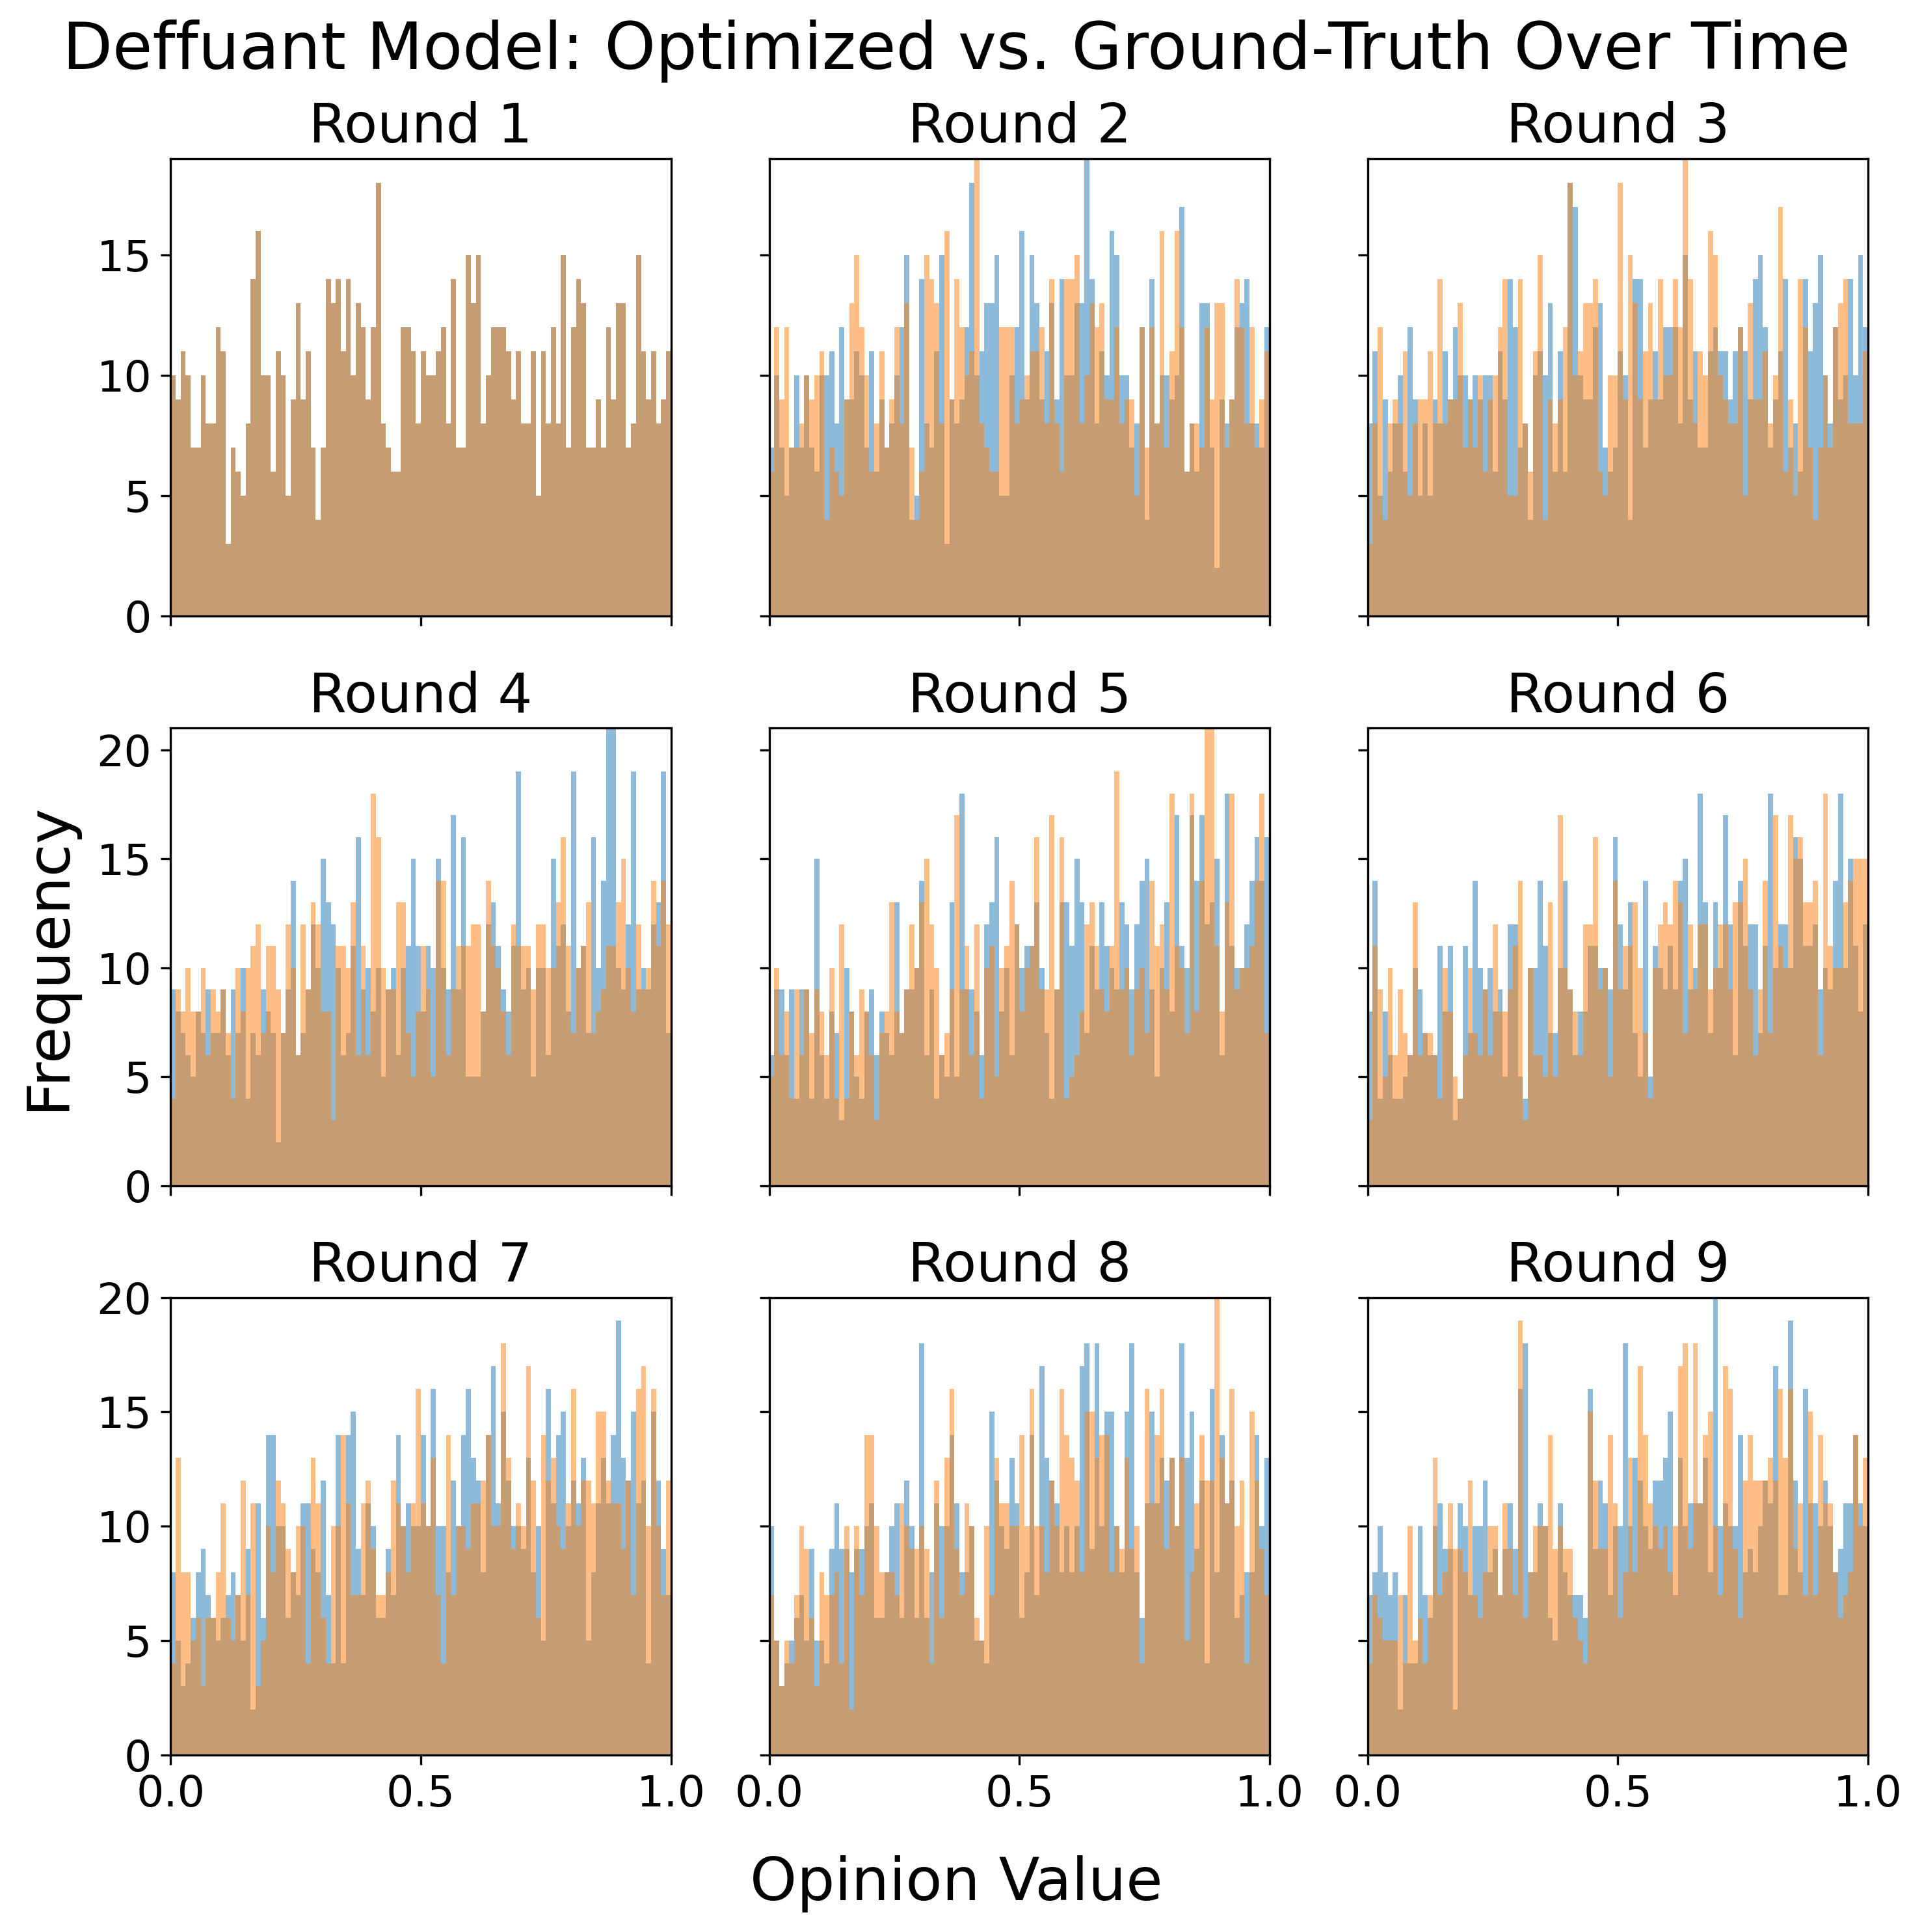 Deffuant Model: Optimized vs. Ground-Truth Over Time
Round 1
Round 2
Round 3
15
10
5
0
Round 4
Round 5
Round 6
20
15
10
5
0
Frequency
Round 7
Round 8
Round 9
20
15
10
5
0
0.0 0.5 1.0
0.0 0.5 1.0
0.0 0.5 1.0
Opinion Value